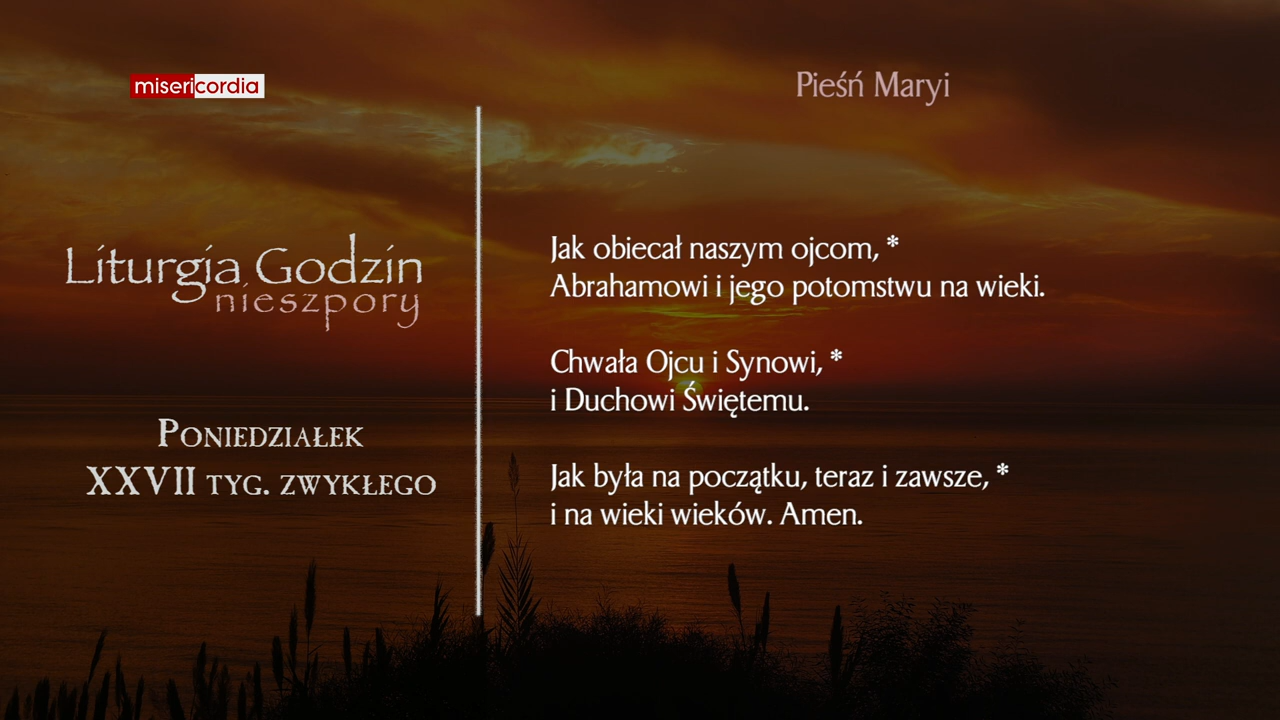 misericordia
Pieśń Maryi
Liturgia Godzin
nieszpory
Poniedziałek
XXVII tyg. zwykłego
Jak obiecał naszym ojcom, *
Abrahamowi i jego potomstwu na wieki.
Chwała Ojcu i Synowi, *
i Duchowi Świętemu.
Jak była na początku, teraz i zawsze, *
i na wieki wieków. Amen.